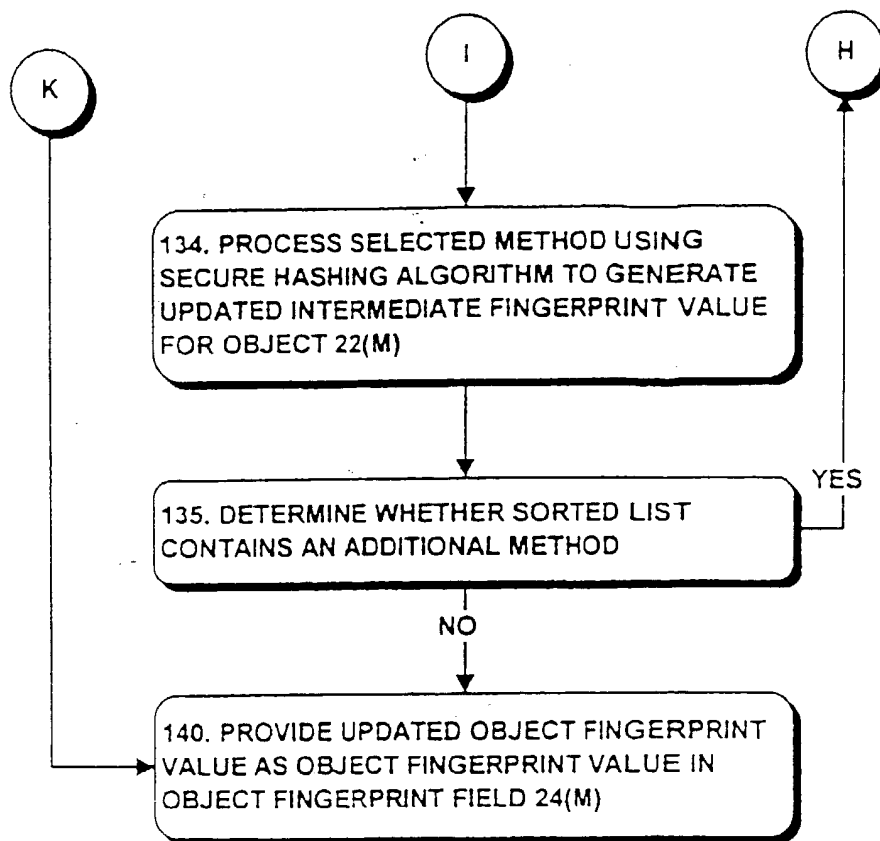 K
I
H
134. PROCESS SELECTED METHOD USING
SECURE HASHING ALGORITHM TO GENERATE
UPDATED INTERMEDIATE FINGERPRINT VALUE
FOR OBJECT 22(M)
YES
135. DETERMINE WHETHER SORTED LIST
CONTAINS AN ADDITIONAL METHOD
NO
140. PROVIDE UPDATED OBJECT FINGERPRINT
VALUE AS OBJECT FINGERPRINT VALUE IN
OBJECT FINGERPRINT FIELD 24(M)